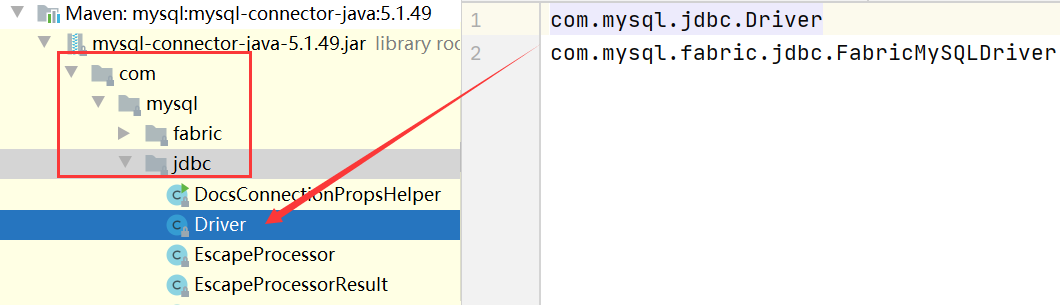 Maven: mysql:mysql-connector-java:5.1.49
mysql-connector-java-5.1.49.jar library roo
com
mysql
fabric
jdbc
DocsConnectionPropsHelper
Driver
EscapeProcessor
EscapeProcessorResult
1 com.mysql.jdbc.Driver
2 com.mysql.fabric.jdbc.FabricMySQLDriver